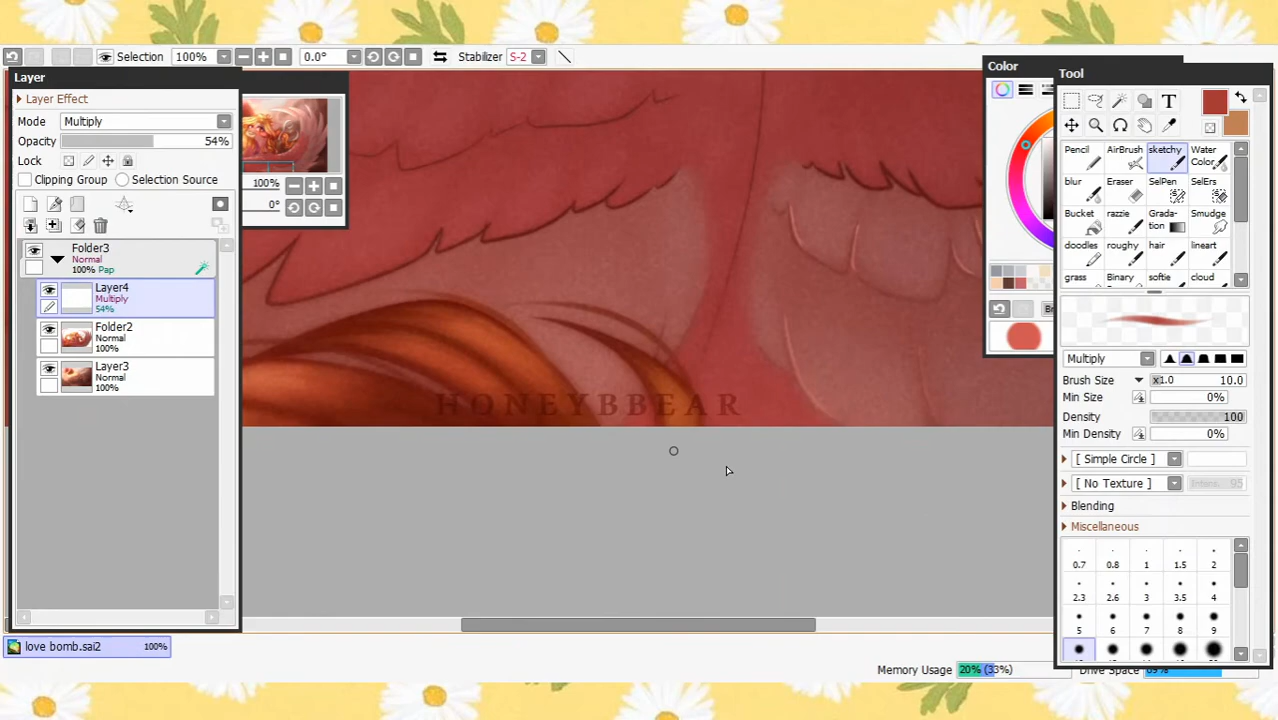 Selection 100% 0.0° Stabilizer S-2
Layer
Layer Effect
Mode Multiply
Opacity 54%
Lock
Clipping Group Selection Source
Folder3
Normal
100% Pap
Layer4
Multiply
54%
Folder2
Normal
100%
Layer3
Normal
100%
100%
0°
HONEYBBEAR
Color
Tool
T
Pencil AirBrush sketchy Water Color
blur Eraser SelPen SelErs
Bucket razzie Grada-tion Smudge
doodles roughy hair lineart
grass Binary softie cloud
Multiply
Brush Size x1.0 10.0
Min Size 0%
Density 100
Min Density 0%
[ Simple Circle ]
[ No Texture ] Intens. 95
Blending
Miscellaneous
0.7 0.8 1 1.5 2
2.3 2.6 3 3.5 4
5 6 7 8 9
love bomb.sai2 100%
Memory Usage 20% (33%)
Drive Space